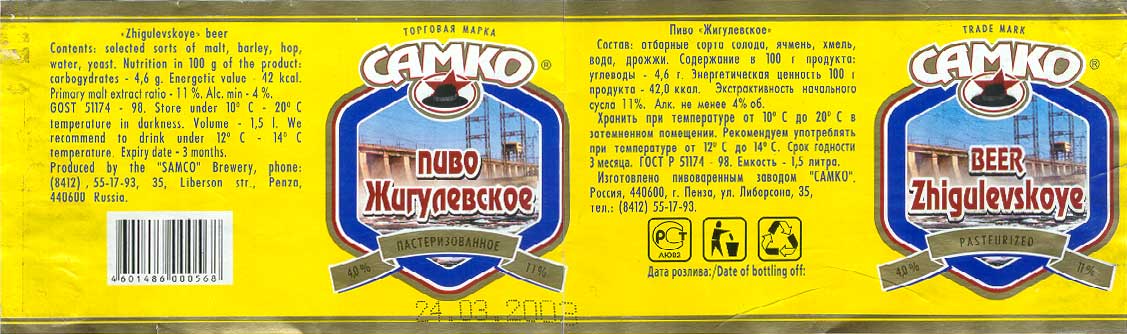 «Zhigulevskoye» beer
Contents: selected sorts of malt, barley, hop,
water, yeast. Nutrition in 100 g of the product:
carbogydrates - 4,6 g. Energetic value - 42 kcal.
Primary malt extract ratio - 11 %. Alc. min - 4 %.
GOST 51174 - 98. Store under 10° C - 20° C
temperature in darkness. Volume - 1,5 l. We
recommend to drink under 12° C - 14° C
temperature. Expiry date - 3 months.
Produced by the "SAMCO" Brewery, phone:
(8412) , 55-17-93, 35, Liberson str., Penza,
440600 Russia.
4 601486 000568
ТОРГОВАЯ МАРКА
САМКО ®
ПИВО
Жигулевское
ПАСТЕРИЗОВАННОЕ
4,0 % 11 %
24.03.2003
Пиво «Жигулевское»
Состав: отборные сорта солода, ячмень, хмель,
вода, дрожжи. Содержание в 100 г продукта:
углеводы - 4,6 г. Энергетическая ценность 100 г
продукта - 42,0 ккал. Экстрактивность начального
сусла 11%. Алк. не менее 4% об.
Хранить при температуре от 10° С до 20° С в
затемненном помещении. Рекомендуем употреблять
при температуре от 12° С до 14° С. Срок годности
3 месяца. ГОСТ Р 51174 - 98. Емкость - 1,5 литра.
Изготовлено пивоваренным заводом "САМКО".
Россия, 440600, г. Пенза, ул. Либерсона, 35,
тел.: (8412) 55-17-93.
РСТ
АЮ82
Дата розлива:/Date of bottling off:
TRADE MARK
САМКО ®
BEER
Zhigulevskoye
PASTEURIZED
4,0 % 11 %